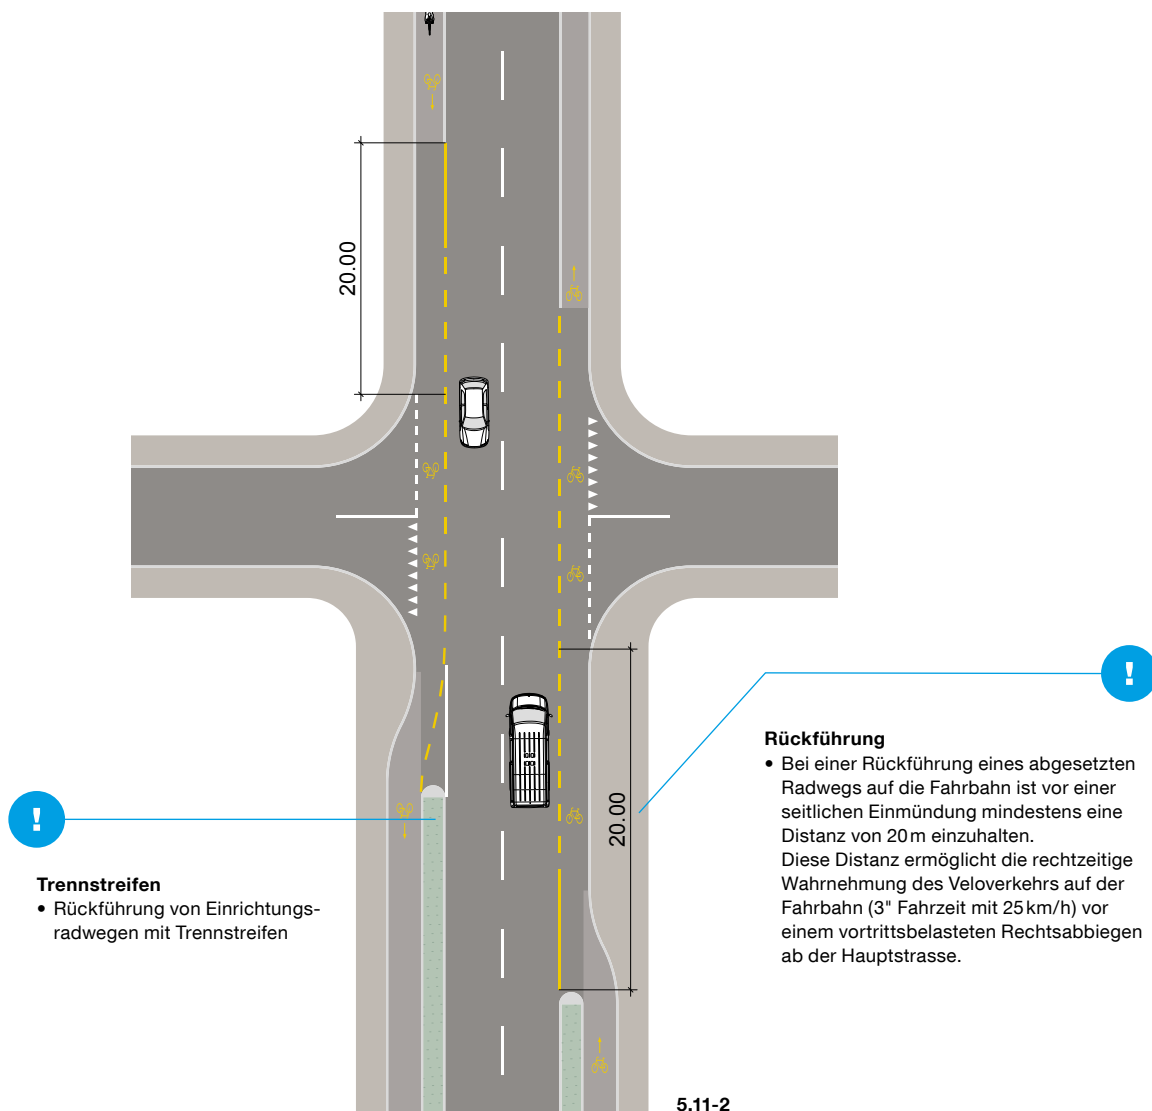 20.00
!
Rückführung
• Bei einer Rückführung eines abgesetzten
Radwegs auf die Fahrbahn ist vor einer
seitlichen Einmündung mindestens eine
Distanz von 20 m einzuhalten.
Diese Distanz ermöglicht die rechtzeitige
Wahrnehmung des Veloverkehrs auf der
Fahrbahn (3" Fahrzeit mit 25 km/h) vor
einem vortrittsbelasteten Rechtsabbiegen
ab der Hauptstrasse.
20.00
!
Trennstreifen
• Rückführung von Einrichtungs-
radwegen mit Trennstreifen
5.11-2